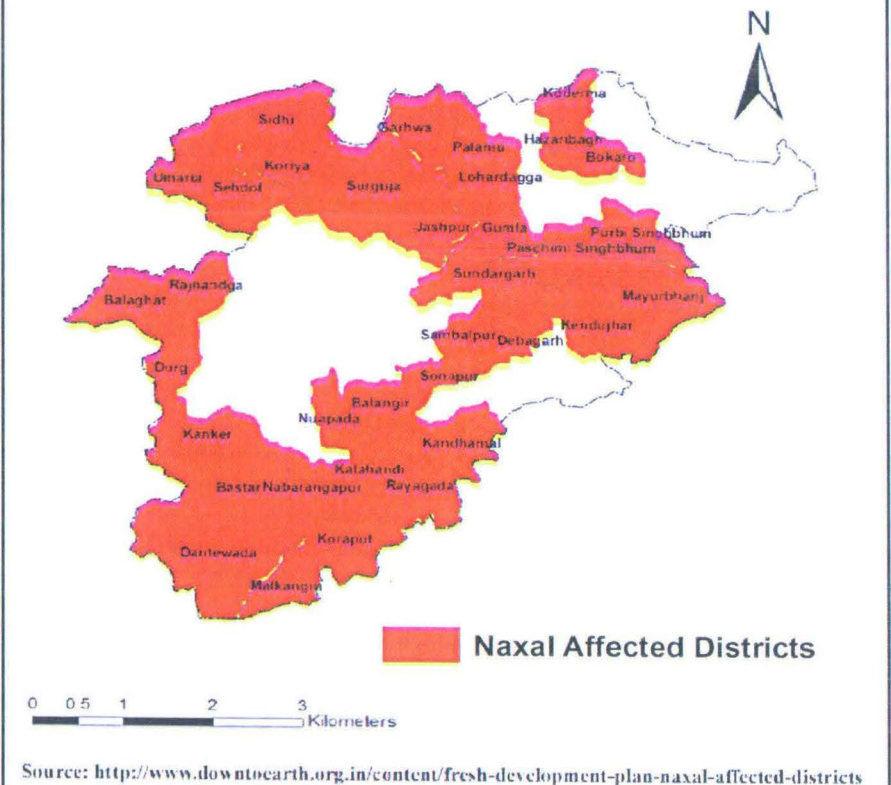 N
Koderma
Sidhi
Garhwa
Hazaribagh
Palamu
Bokaro
Koriya
Umaria
Sehdol
Surguja
Lohardagga
Jashpur Gumla
Purbi Singhbhum
Paschimi Singhbhum
Sundargarh
Rajnandga
Balaghat
Mayurbhanj
Kendujhar
Sambalpur
Debagarh
Durg
Sonapur
Balangir
Nuapada
Kanker
Kandhamal
Kalahandi
Bastar Nabarangapur
Rayagada
Koraput
Dantewada
Malkangiri
Naxal Affected Districts
0 0.5 1 2 3
Kilometers
Source: http://www.downtoearth.org.in/content/fresh-development-plan-naxal-affected-districts